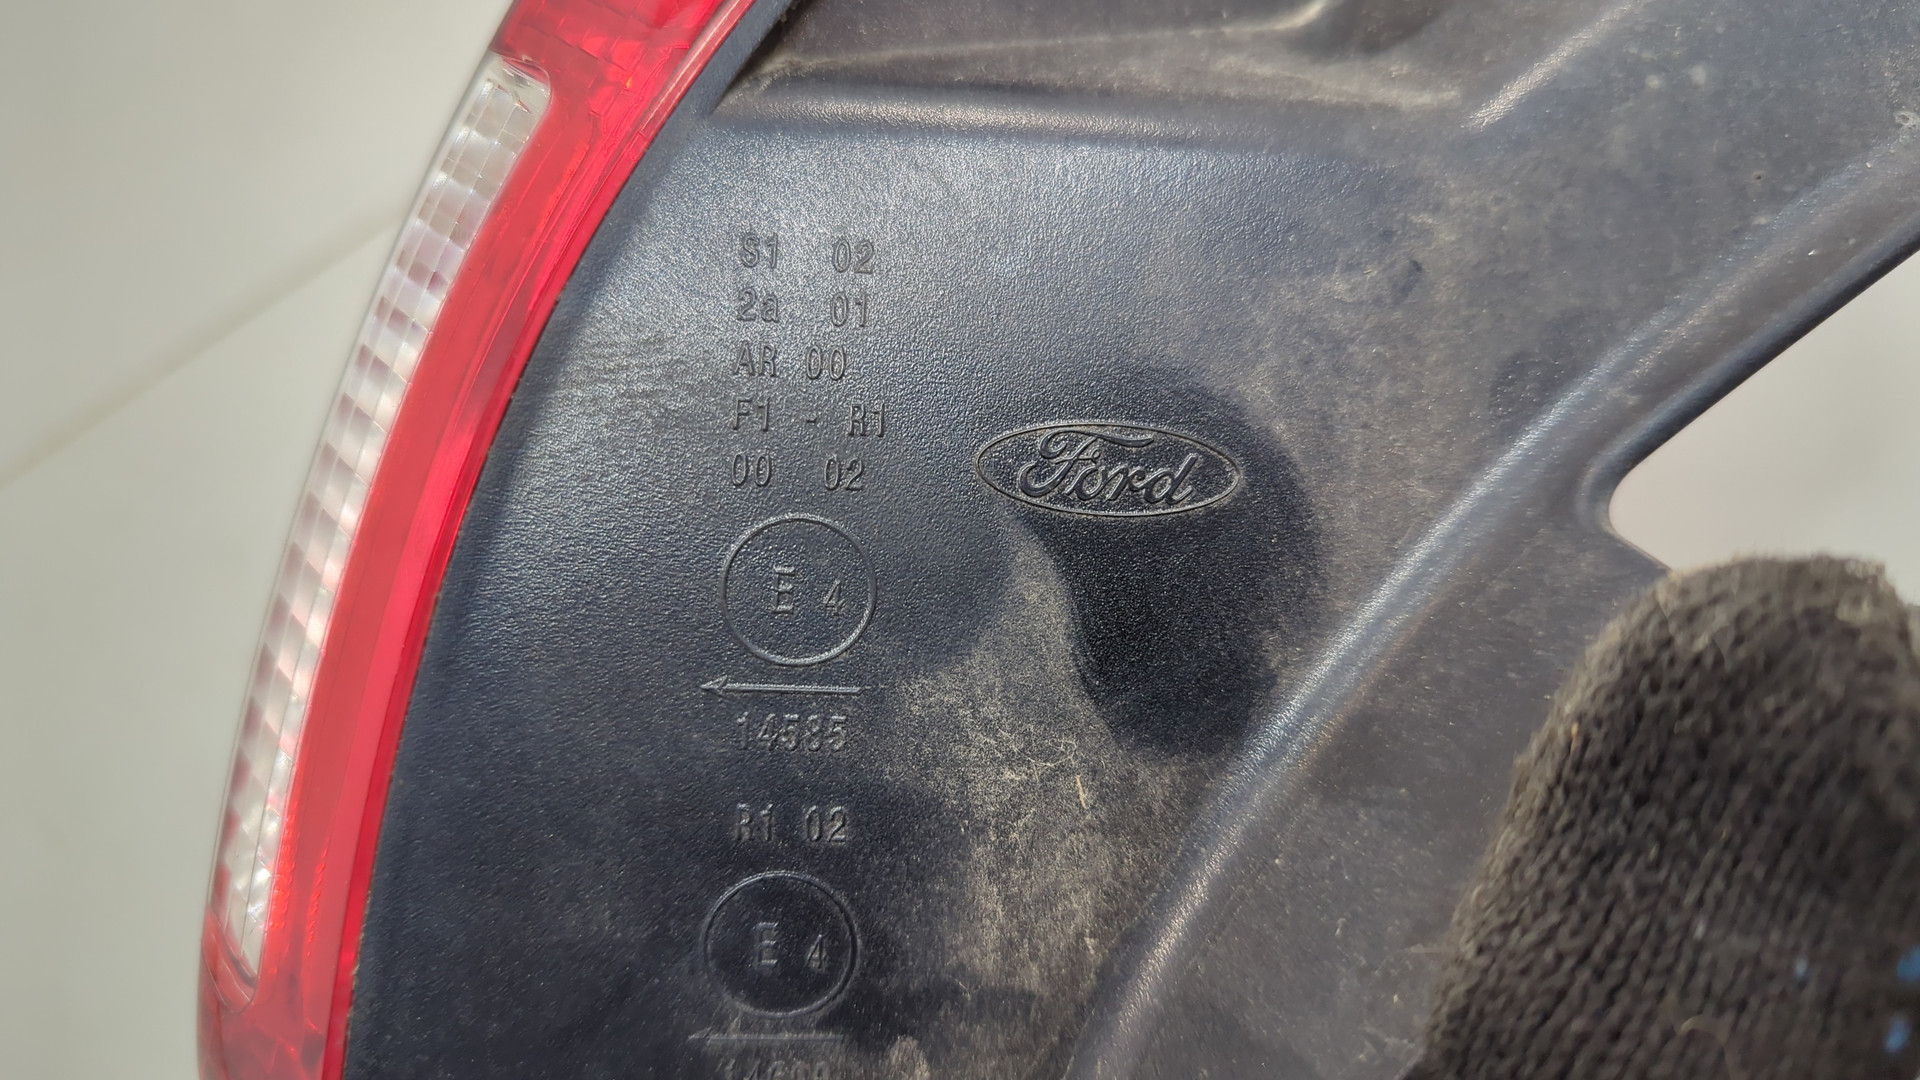 S1 02
2a 01
AR 00
F1 - R1
00 02
Ford
E 4
14585
R1 02
E 4